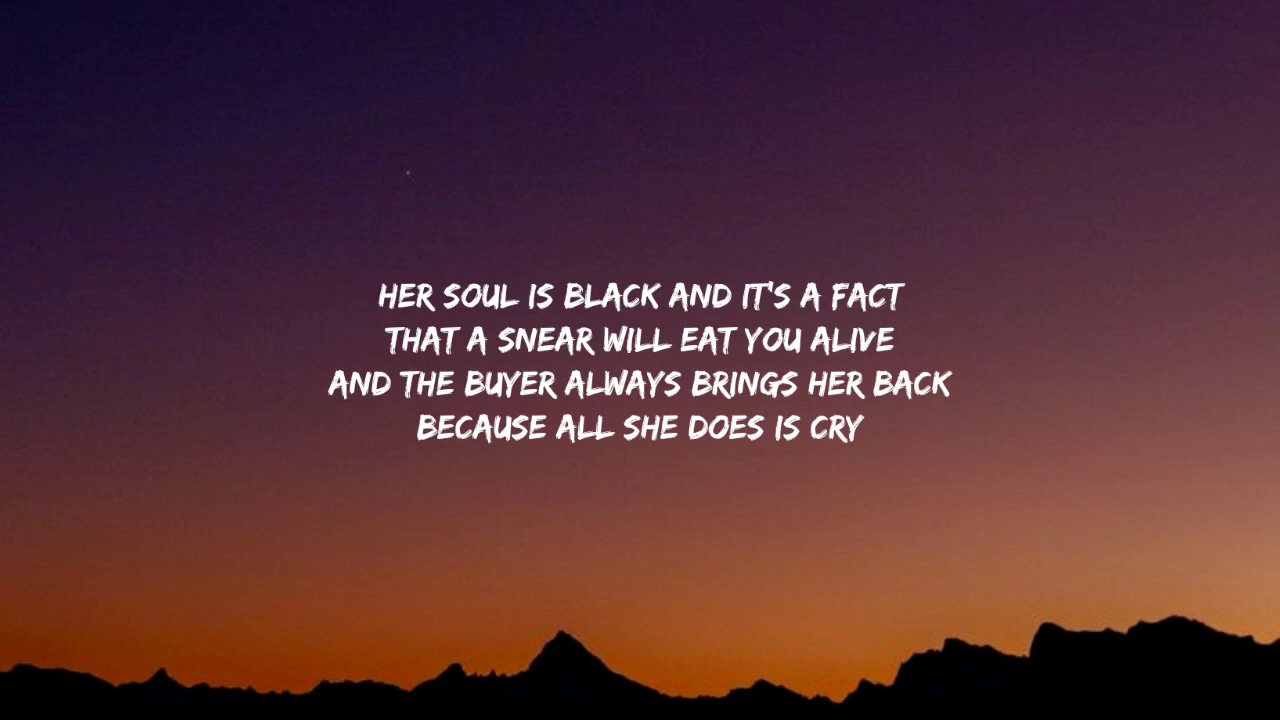 HER SOUL IS BLACK AND IT'S A FACT
THAT A SNEAR WILL EAT YOU ALIVE
AND THE BUYER ALWAYS BRINGS HER BACK
BECAUSE ALL SHE DOES IS CRY